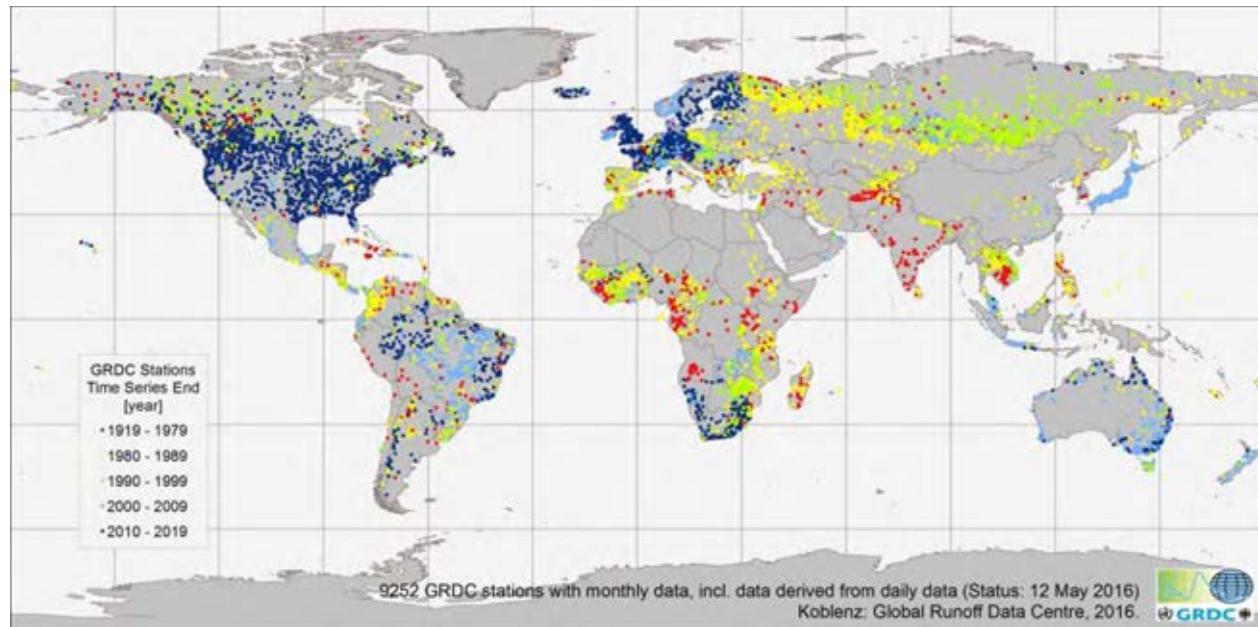 GRDC Stations
Time Series End
[year]
1919 - 1979
1980 - 1989
1990 - 1999
2000 - 2009
2010 - 2019
9252 GRDC stations with monthly data, incl. data derived from daily data (Status: 12 May 2016)
Koblenz: Global Runoff Data Centre, 2016.
GRDC